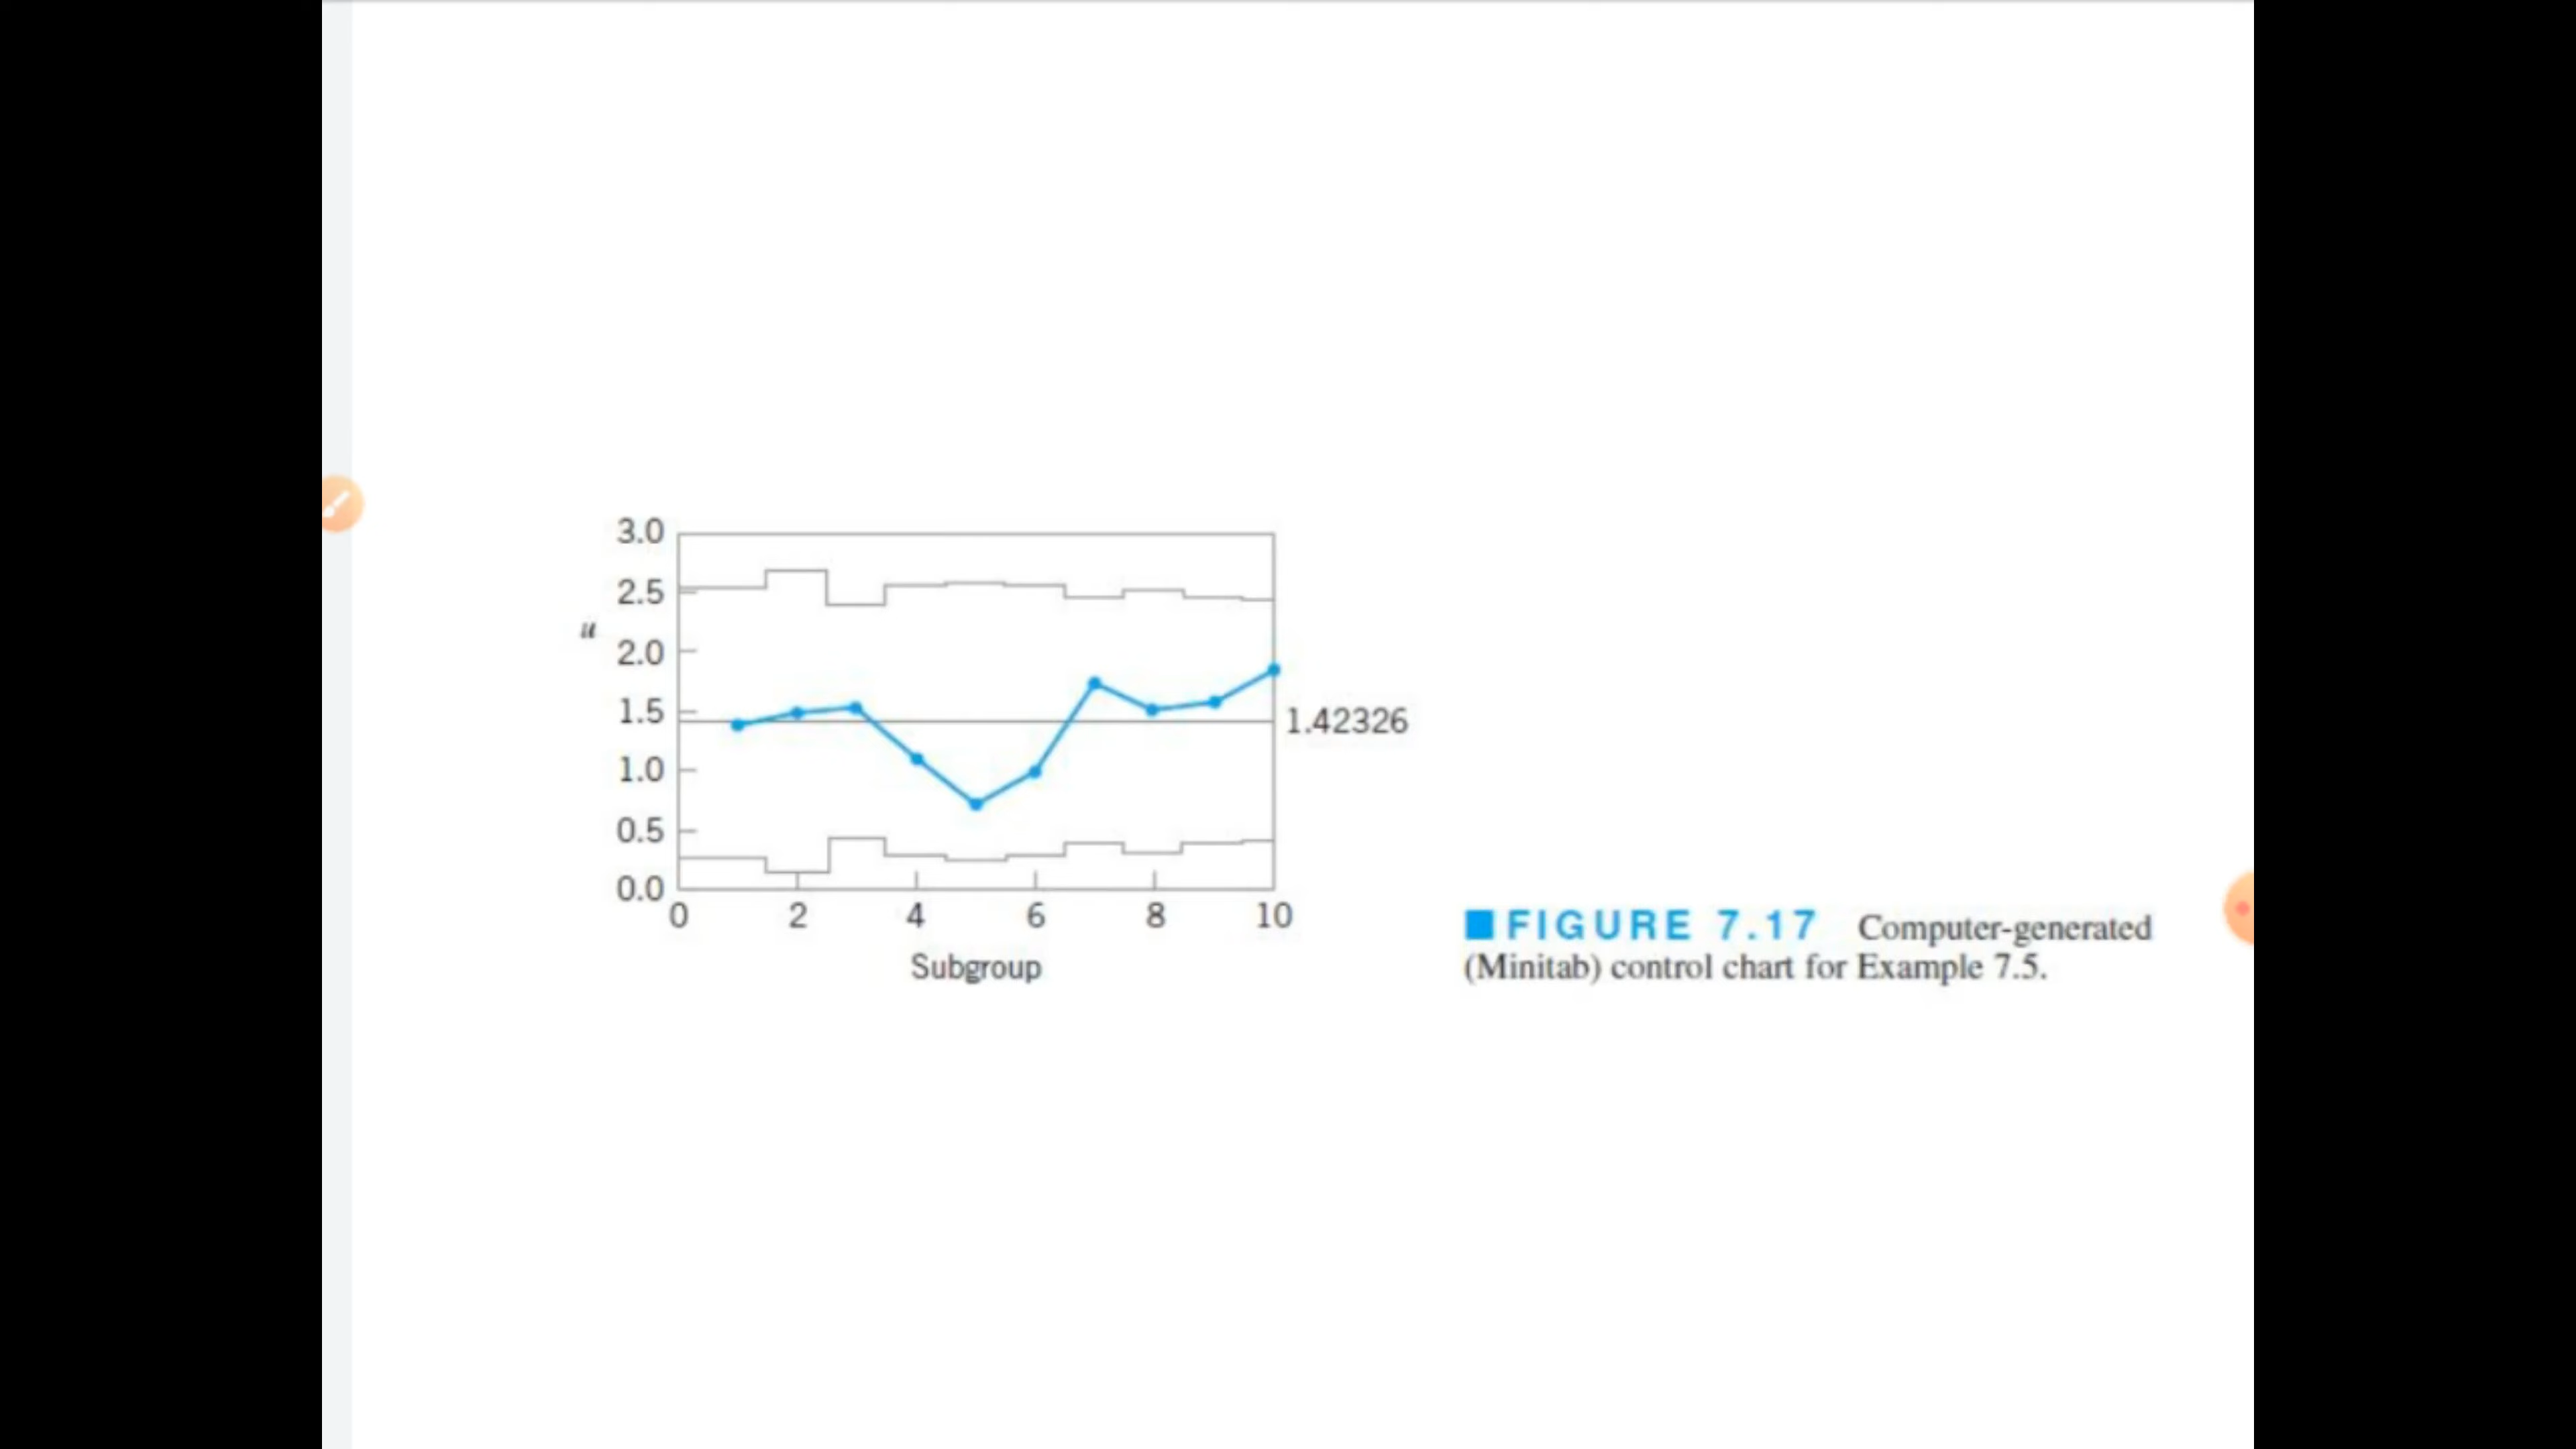 3.0
2.5
u
2.0
1.5
1.42326
1.0
0.5
0.0
0 2 4 6 8 10
Subgroup
FIGURE 7.17 Computer-generated
(Minitab) control chart for Example 7.5.